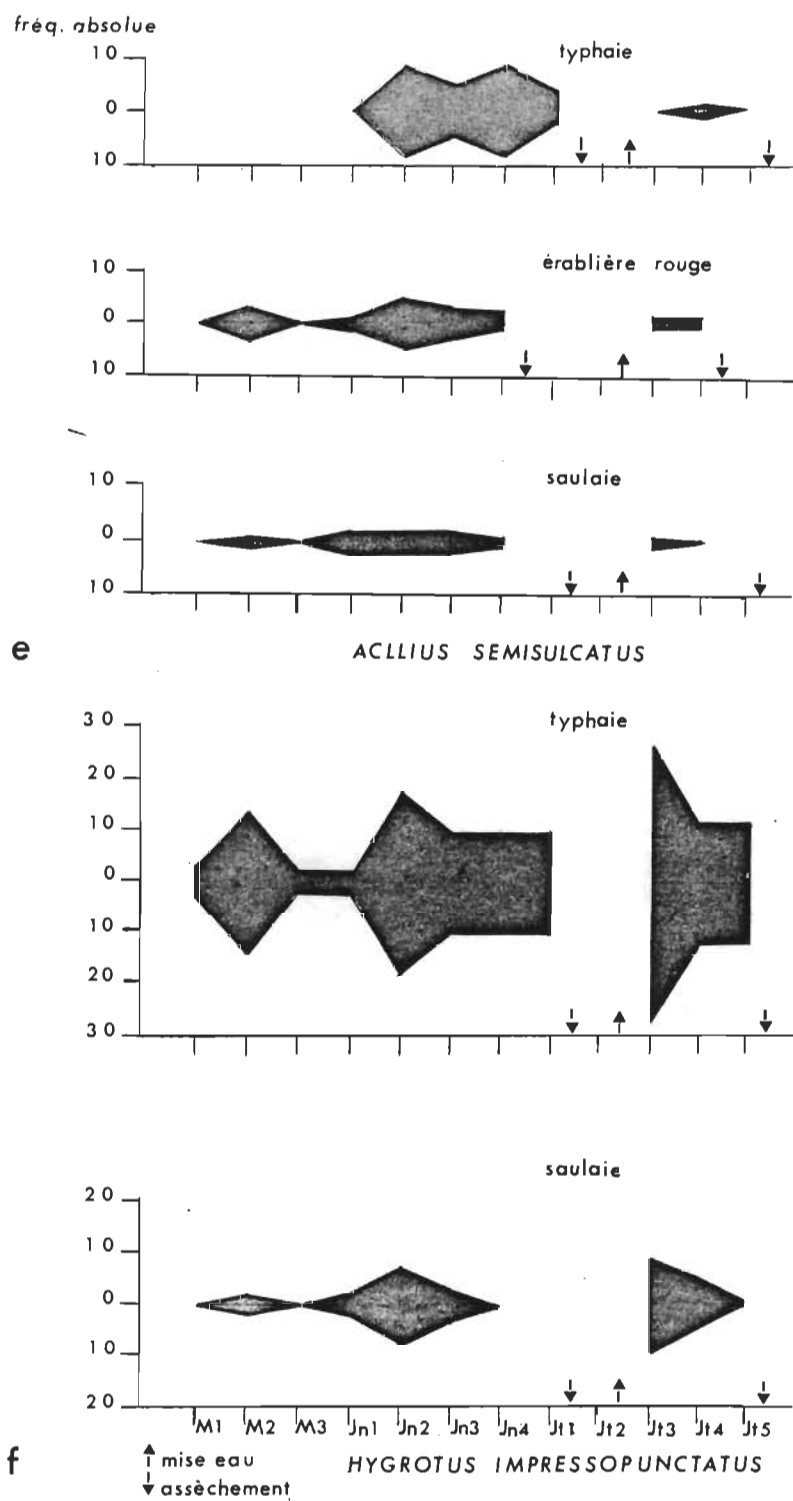 fréq. absolue
10
typhaie
0
10
10
érablière rouge
0
10
10
saulaie
0
10
e ACLLIUS SEMISULCATUS
30
typhaie
20
10
0
10
20
30
saulaie
20
10
0
10
20
M1 M2 M3 Jn1 Jn2 Jn3 Jn4 Jt1 Jt2 Jt3 Jt4 Jt5
mise eau
f HYGROTUS IMPRESSOPUNCTATUS
assèchement